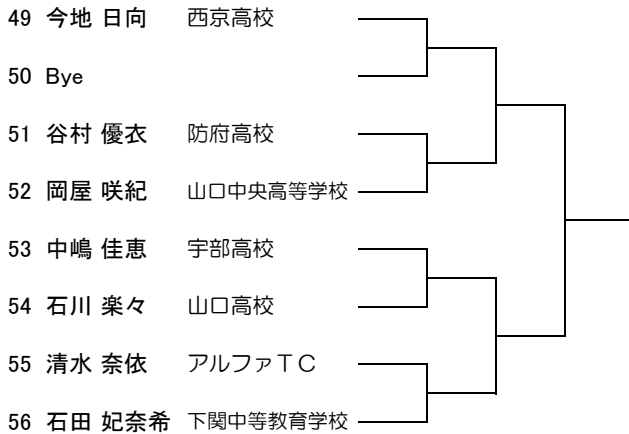 49 今地 日向 西京高校
50 Bye
51 谷村 優衣 防府高校
52 岡屋 咲紀 山口中央高等学校
53 中嶋 佳恵 宇部高校
54 石川 楽々 山口高校
55 清水 奈依 アルファTC
56 石田 妃奈希 下関中等教育学校